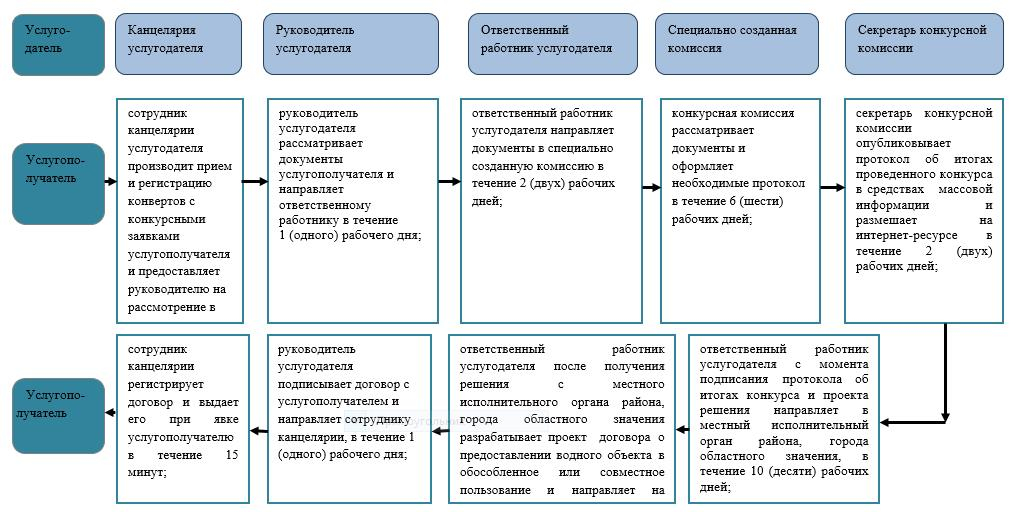 Услуго-
датель
Канцелярия
услугодателя
Руководитель
услугодателя
Ответственный
работник услугодателя
Специально созданная
комиссия
Секретарь конкурсной
комиссии
Услугопо-
лучатель
сотрудник
канцелярии
услугодателя
производит прием
и регистрацию
конвертов с
конкурсными
заявками
услугополучателя
и предоставляет
руководителю на
рассмотрение в
руководитель
услугодателя
рассматривает
документы
услугополучателя и
направляет
ответственному
работнику в течение
1 (одного) рабочего дня;
ответственный работник
услугодателя направляет
документы в специально
созданную комиссию в
течение 2 (двух) рабочих
дней;
конкурсная комиссия
рассматривает
документы и
оформляет
необходимые протокол
в течение 6 (шести)
рабочих дней;
секретарь конкурсной
комиссии
опубликовывает
протокол об итогах
проведенного конкурса
в средствах массовой
информации и
размешает на
интернет-ресурсе в
течение 2 (двух)
рабочих дней;
Услугопо-
лучатель
сотрудник
канцелярии
регистрирует
договор и выдает
его при явке
услугополучателю
в течение 15
минут;
руководитель
услугодателя
подписывает договор с
услугополучателем и
направляет сотруднику
канцелярии, в течение 1
(одного) рабочего дня;
ответственный работник
услугодателя после получения
решения с местного
исполнительного органа района,
города областного значения
разрабатывает проект договора о
предоставлении водного объекта в
обособленное или совместное
пользование и направляет на
ответственный работник
услугодателя с момента
подписания протокола об
итогах конкурса и проекта
решения направляет в
местный исполнительный
орган района, города
областного значения, в
течение 10 (десяти) рабочих
дней;